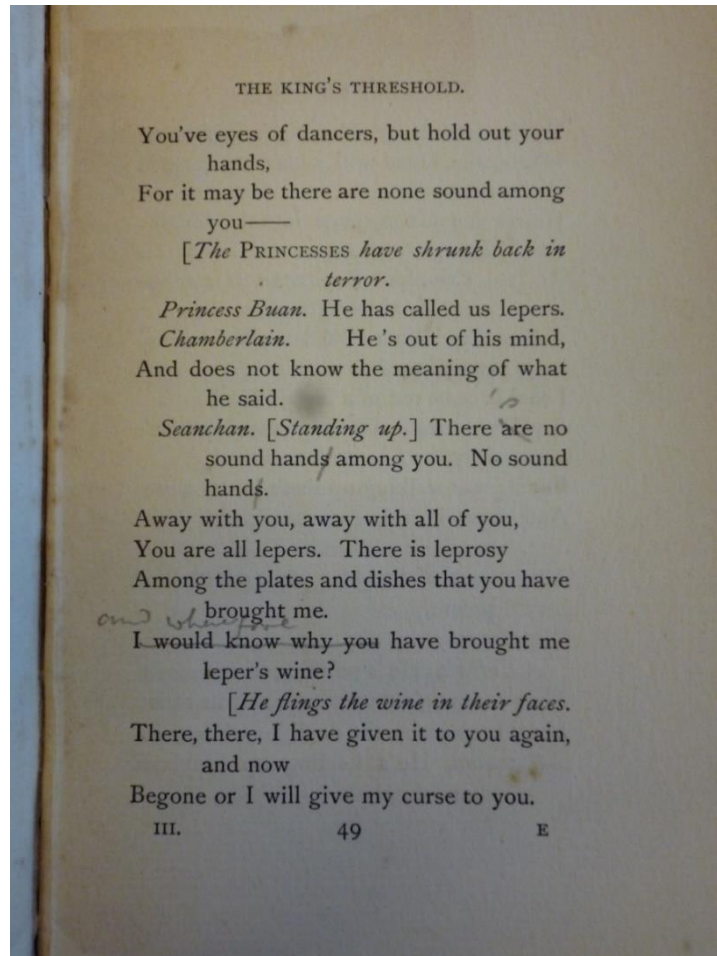 THE KING'S THRESHOLD.
You've eyes of dancers, but hold out your
hands,
For it may be there are none sound among
you——
[The PRINCESSES have shrunk back in
terror.
Princess Buan. He has called us lepers.
Chamberlain. He's out of his mind,
And does not know the meaning of what
he said.
's
Seanchan. [Standing up.] There are no
sound hands among you. No sound
hands.
Away with you, away with all of you,
You are all lepers. There is leprosy
Among the plates and dishes that you have
brought me.
and wherefore
I would know why you have brought me
leper's wine?
[He flings the wine in their faces.
There, there, I have given it to you again,
and now
Begone or I will give my curse to you.
III. 49 E